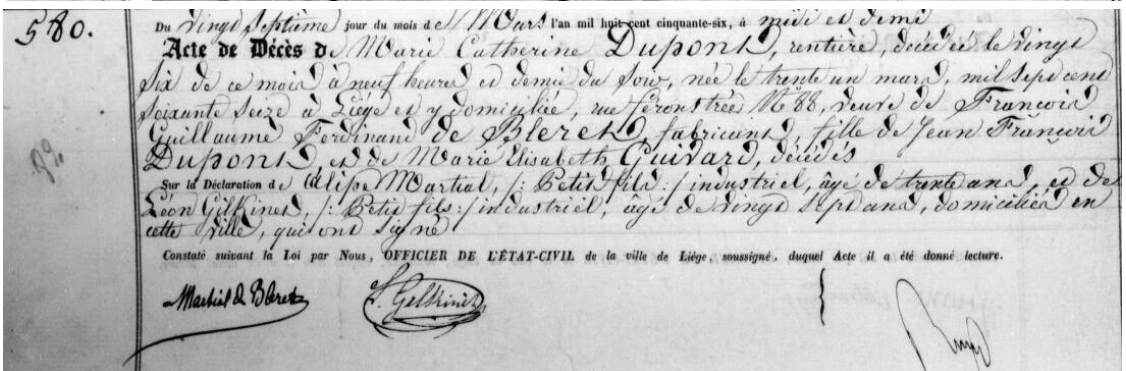 580.
Du vingt septième jour du mois de Mars l'an mil huit cent cinquante-six, à midi et demi
Acte de Décès de Marie Catherine Dupont, rentière, décédée le vingt
six de ce mois à neuf heures et demie du soir, née le trente un mars, mil sept cent
soixante seize à Liége et y domiciliée, rue féronstrée, N° 88, veuve de François
Guillaume Ferdinand de Bleret, fabricant, fille de Jean François
Dupont, et de Marie Elisabeth Guivard, décédés
Sur la Déclaration de Martial, /: Petit fils :/ industriel, âgé de trente ans, et de
Léon Gilkinet, /: Petit fils :/ industriel, âgé de vingt sept ans, domiciliés en
cette ville, qui ont signé
Constaté suivant la Loi par Nous, OFFICIER DE L'ÉTAT-CIVIL de la ville de Liége, soussigné, duquel Acte il a été donné lecture.
Martial de Bleret
L. Gilkinet